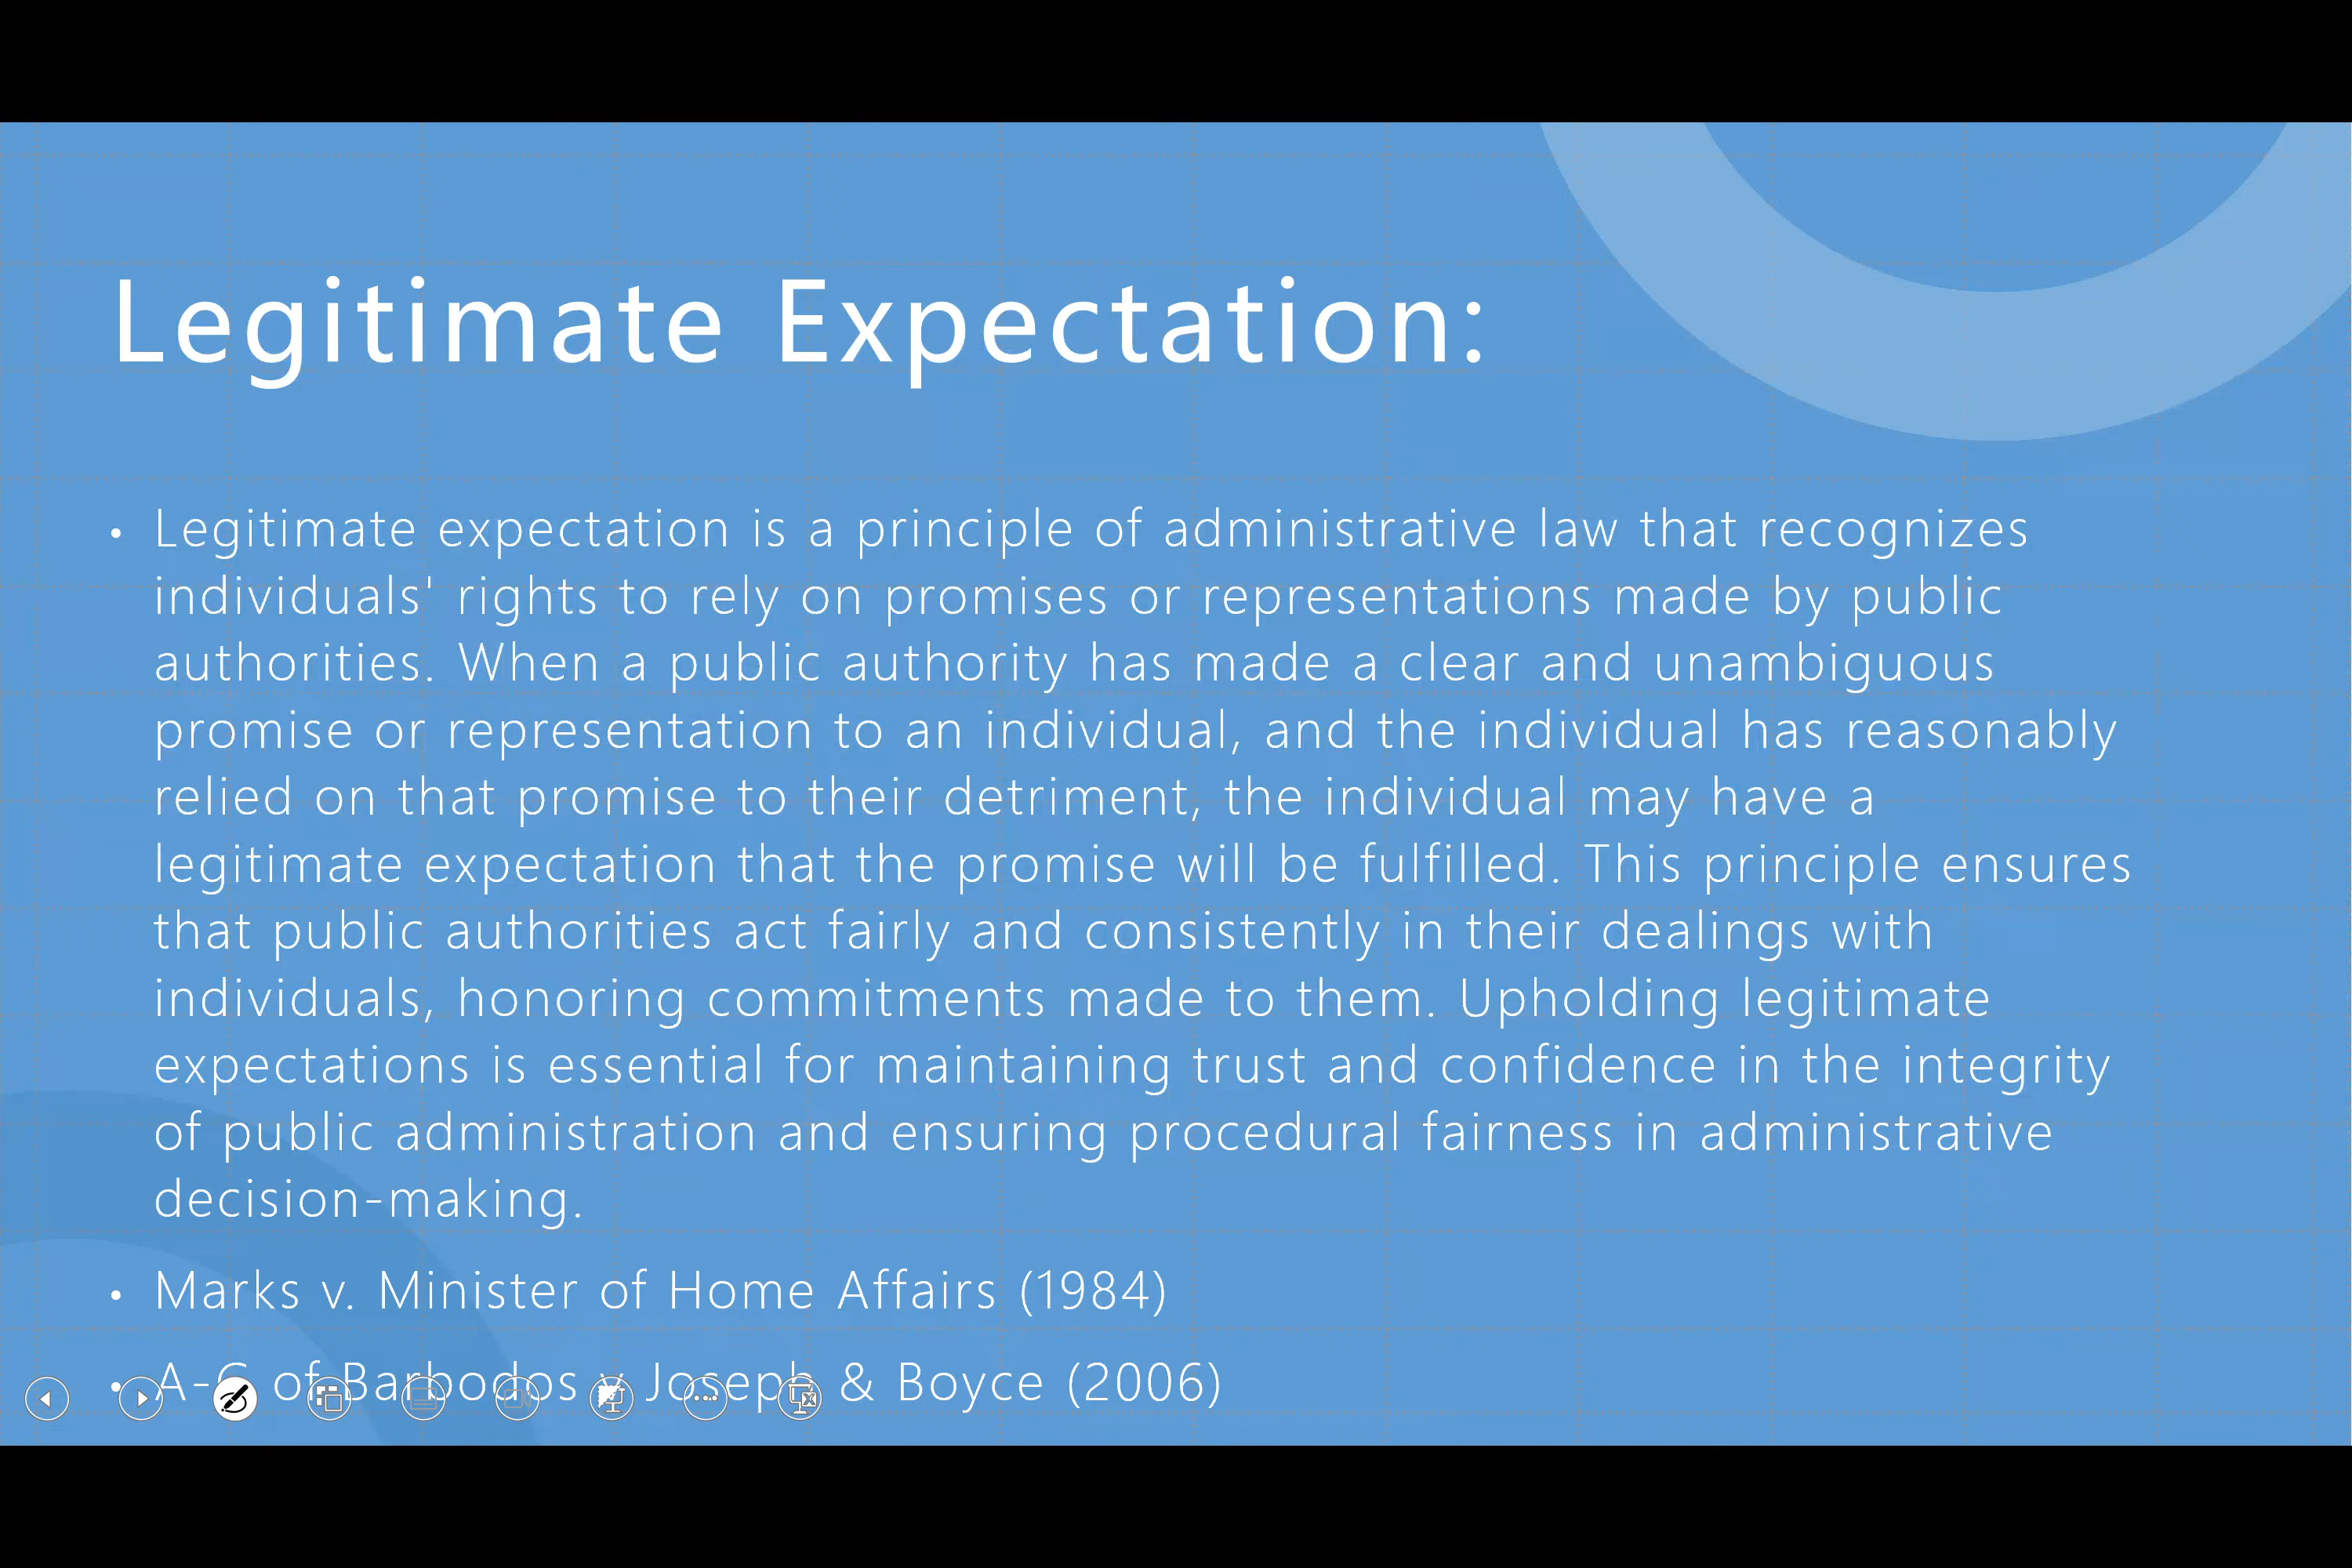 Legitimate Expectation:
• Legitimate expectation is a principle of administrative law that recognizes
individuals' rights to rely on promises or representations made by public
authorities. When a public authority has made a clear and unambiguous
promise or representation to an individual, and the individual has reasonably
relied on that promise to their detriment, the individual may have a
legitimate expectation that the promise will be fulfilled. This principle ensures
that public authorities act fairly and consistently in their dealings with
individuals, honoring commitments made to them. Upholding legitimate
expectations is essential for maintaining trust and confidence in the integrity
of public administration and ensuring procedural fairness in administrative
decision-making.
• Marks v. Minister of Home Affairs (1984)
• A-G of Barbodos v Joseph & Boyce (2006)